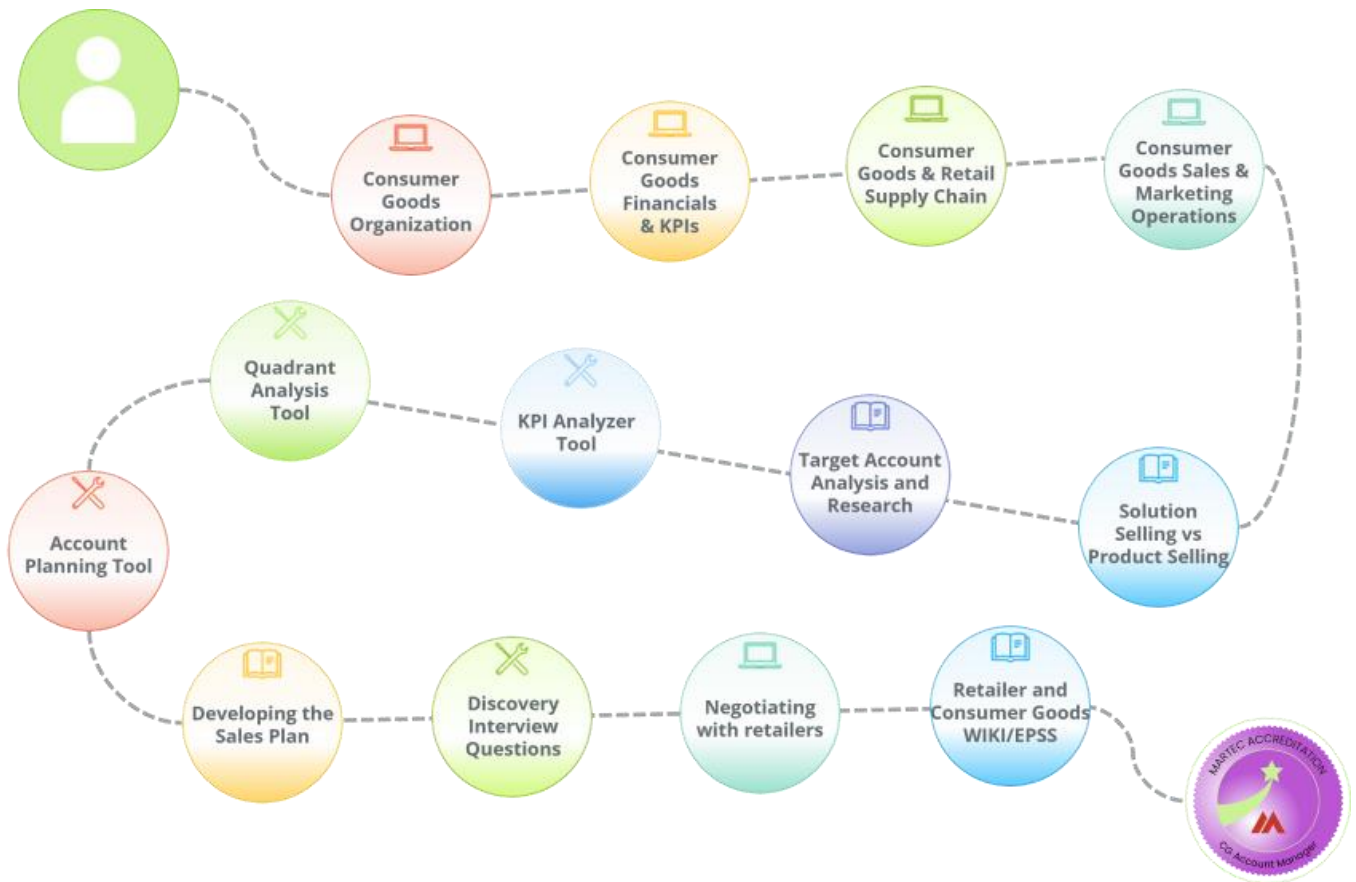 Consumer
Goods
Organization
Consumer
Goods
Financials
& KPIs
Consumer
Goods & Retail
Supply Chain
Consumer
Goods Sales &
Marketing
Operations
Solution
Selling vs
Product Selling
Target Account
Analysis and
Research
KPI Analyzer
Tool
Quadrant
Analysis
Tool
Account
Planning Tool
Developing the
Sales Plan
Discovery
Interview
Questions
Negotiating
with retailers
Retailer and
Consumer Goods
WIKI/EPSS
MARTEC ACCREDITATION
CG Account Manager